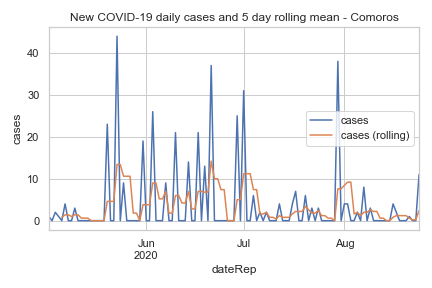 New COVID-19 daily cases and 5 day rolling mean - Comoros
cases
40
30
20
10
0
cases
cases (rolling)
Jun
2020
Jul
Aug
dateRep